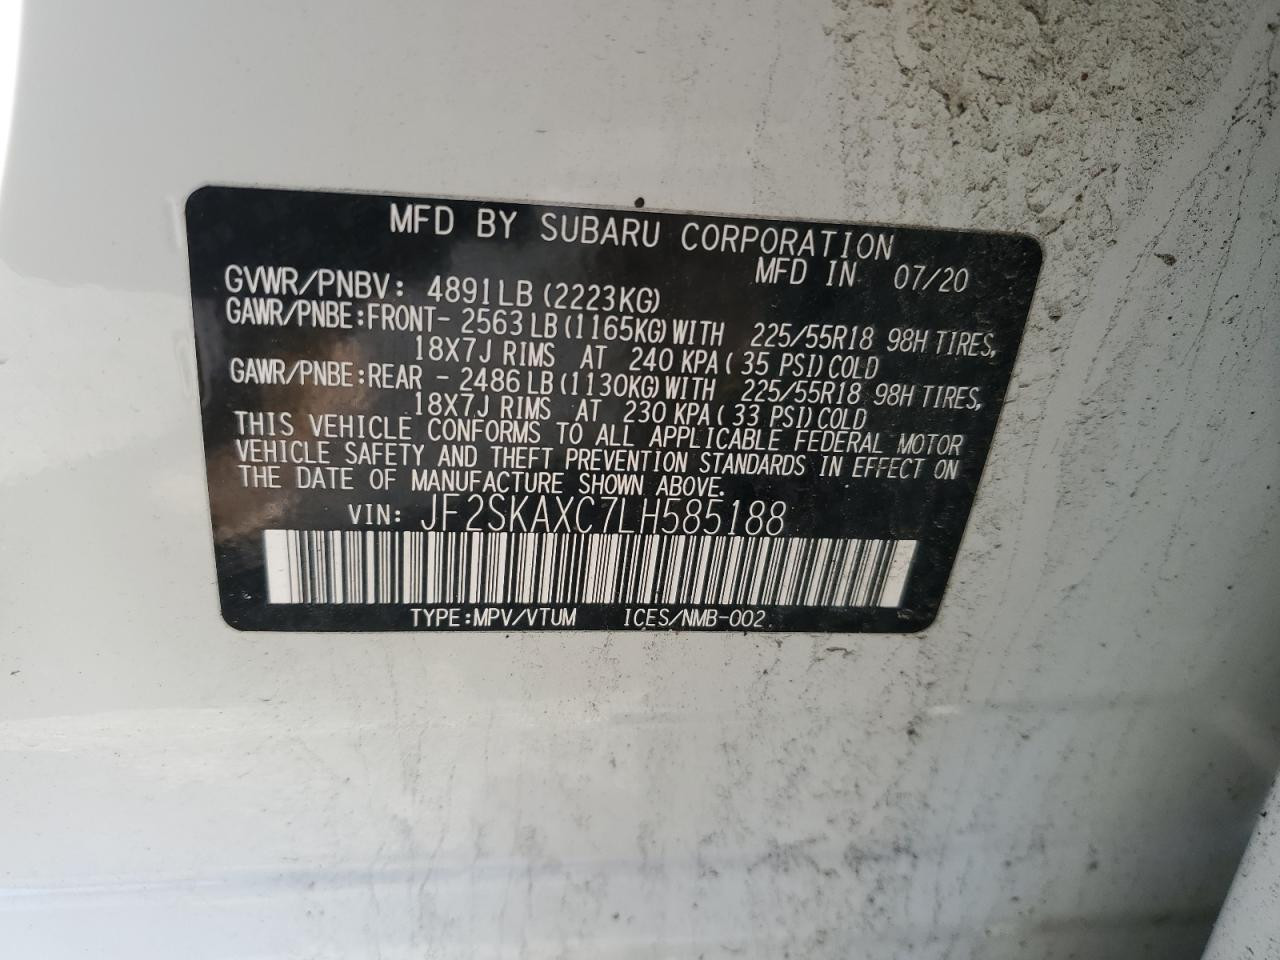 MFD BY SUBARU CORPORATION
MFD IN 07/20
GVWR/PNBV: 4891LB (2223KG)
GAWR/PNBE:FRONT- 2563 LB (1165KG) WITH 225/55R18 98H TIRES,
18X7J RIMS AT 240 KPA ( 35 PSI) COLD
GAWR/PNBE:REAR - 2486 LB (1130KG) WITH 225/55R18 98H TIRES,
18X7J RIMS AT 230 KPA ( 33 PSI) COLD
THIS VEHICLE CONFORMS TO ALL APPLICABLE FEDERAL MOTOR
VEHICLE SAFETY AND THEFT PREVENTION STANDARDS IN EFFECT ON
THE DATE OF MANUFACTURE SHOWN ABOVE.
VIN: JF2SKAXC7LH585188
TYPE:MPV/VTUM ICES/NMB-002